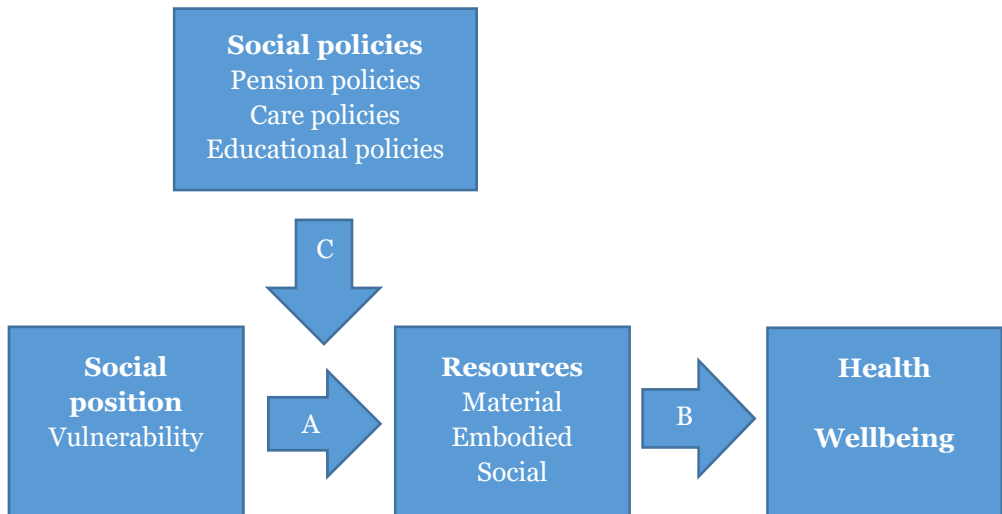 Social policies
Pension policies
Care policies
Educational policies
C
Social
position
Vulnerability
A
Resources
Material
Embodied
Social
B
Health
Wellbeing